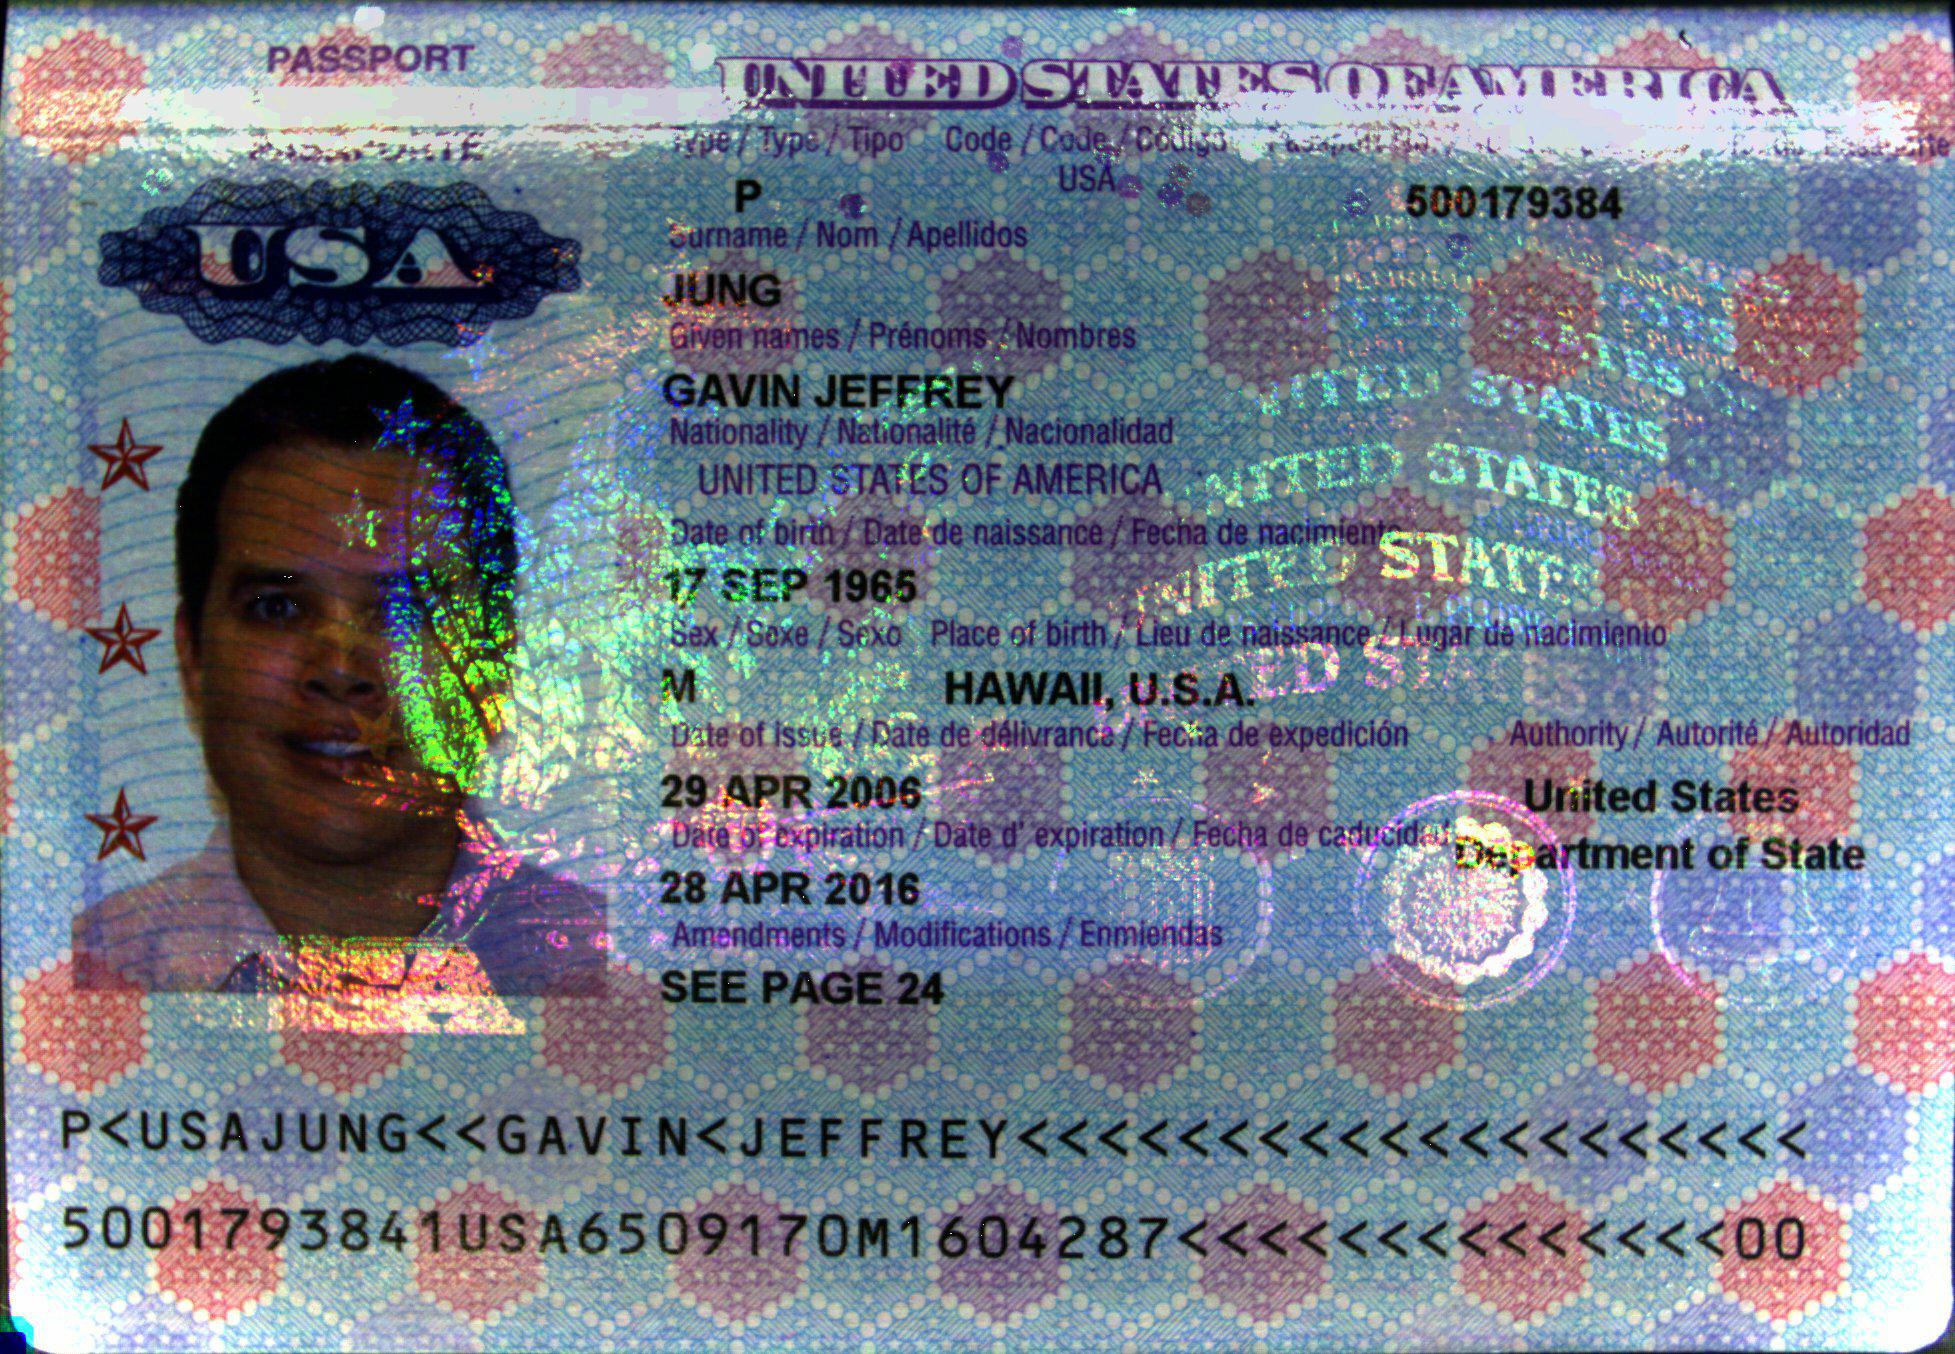 PASSPORT
UNITED STATES OF AMERICA
Type / Type / Tipo Code / Code / Código
P USA 500179384
USA
Surname / Nom / Apellidos
JUNG
Given names / Prénoms / Nombres
GAVIN JEFFREY
Nationality / Nationalité / Nacionalidad
UNITED STATES OF AMERICA
Date of birth / Date de naissance / Fecha de nacimiento
17 SEP 1965
Sex / Sexe / Sexo Place of birth / Lieu de naissance / Lugar de nacimiento
M HAWAII, U.S.A.
Date of issue / Date de délivrance / Fecha de expedición Authority / Autorité / Autoridad
29 APR 2006 United States
Date of expiration / Date d' expiration / Fecha de caducidad Department of State
28 APR 2016
Amendments / Modifications / Enmiendas
SEE PAGE 24
UNITED STATES
UNITED STATES
UNITED STATES
UNITED STATES
P<USAJUNG<<GAVIN<JEFFREY<<<<<<<<<<<<<<<<<<<<
5001793841USA6509170M1604287<<<<<<<<<<<<<<00